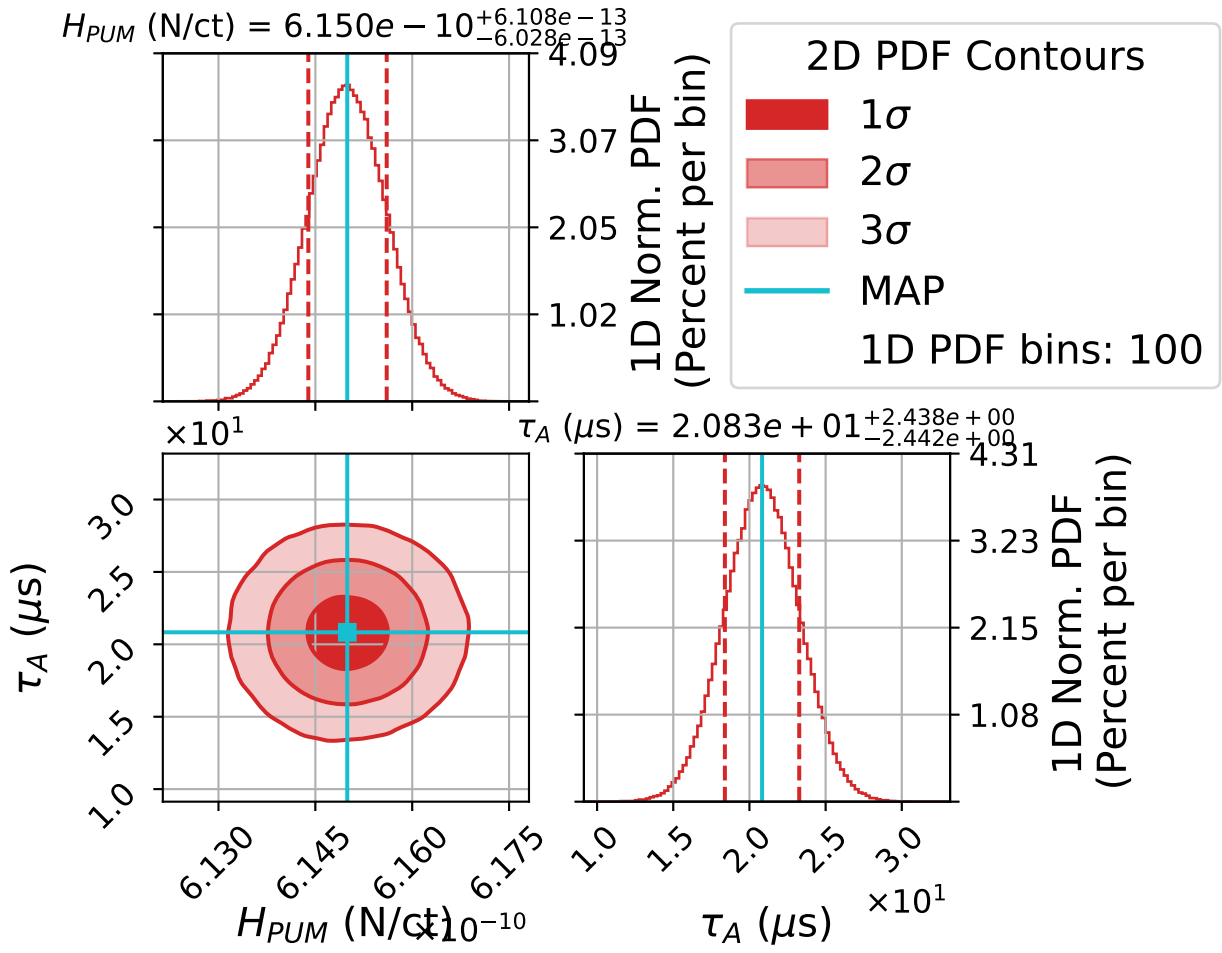 H_PUM (N/ct) = 6.150e − 10 +6.108e − 13 −6.028e − 13
4.09
3.07
2.05
1.02
1D Norm. PDF
(Percent per bin)
2D PDF Contours
1σ
2σ
3σ
MAP
1D PDF bins: 100
×10¹
τ_A (μs) = 2.083e + 01 +2.438e + 00 −2.442e + 00
3.0
2.5
2.0
1.5
1.0
τ_A (μs)
6.130
6.145
6.160
6.175
H_PUM (N/ct)
×10⁻¹⁰
4.31
3.23
2.15
1.08
1D Norm. PDF
(Percent per bin)
1.0
1.5
2.0
2.5
3.0
×10¹
τ_A (μs)